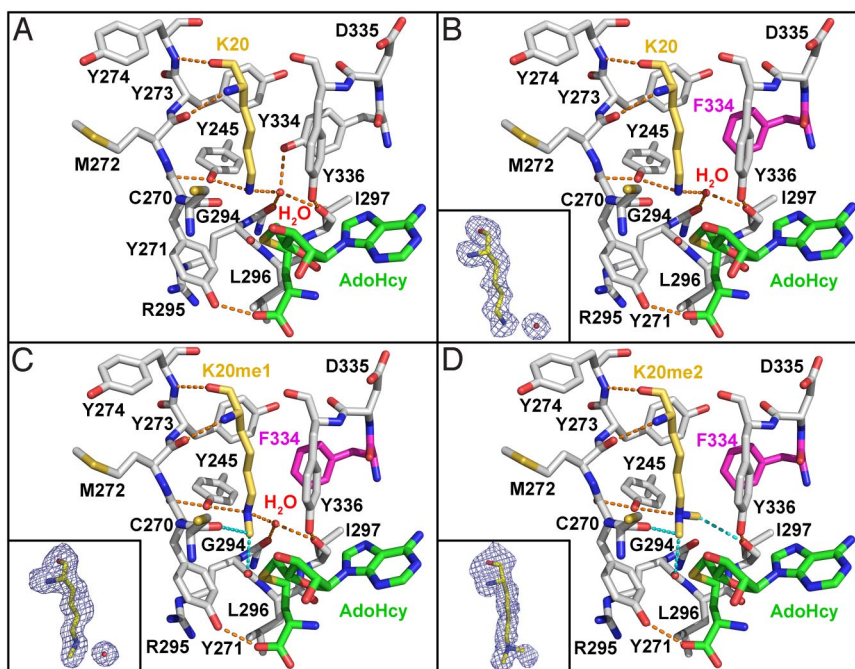 A
K20
D335
Y274
Y273
Y334
Y245
M272
Y336
C270
H₂O
I297
G294
Y271
L296
AdoHcy
R295
B
K20
D335
Y274
Y273
F334
Y245
M272
Y336
H₂O
C270
I297
G294
L296
AdoHcy
R295
Y271
C
K20me1
D335
Y274
Y273
F334
Y245
M272
H₂O
Y336
C270
I297
G294
L296
AdoHcy
R295
Y271
D
K20me2
D335
Y274
Y273
F334
Y245
M272
Y336
C270
I297
G294
L296
AdoHcy
R295
Y271